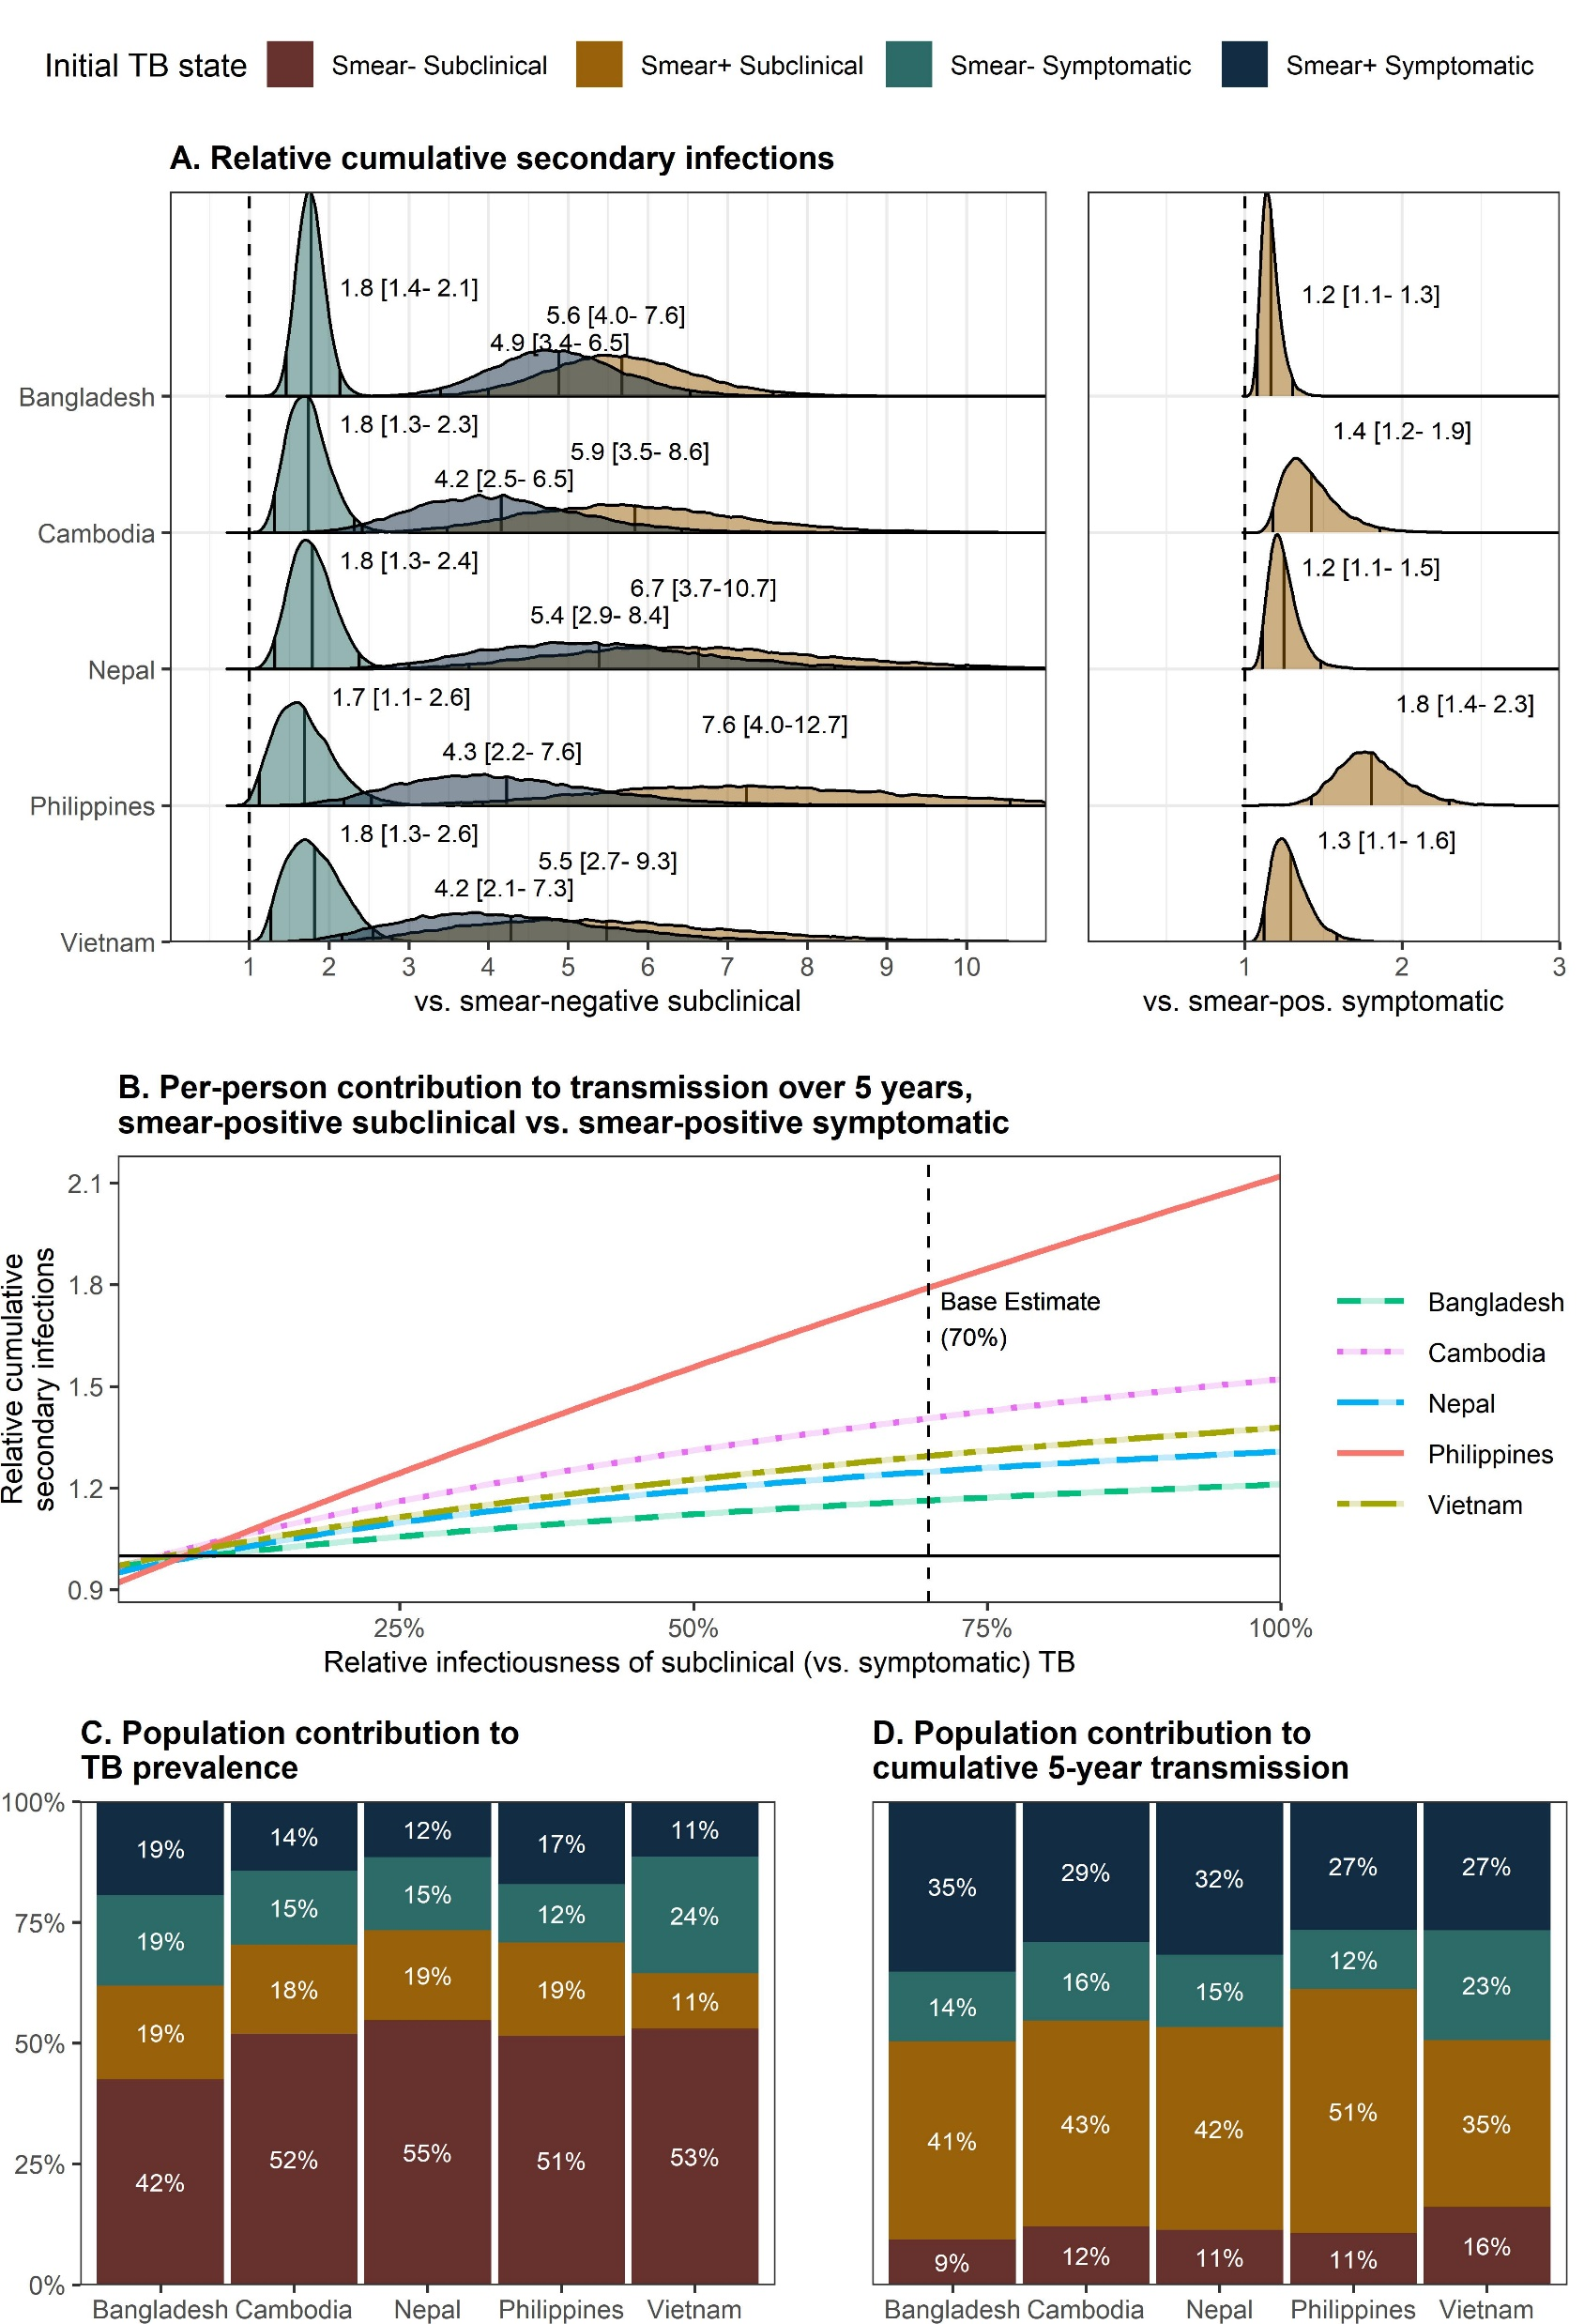 Initial TB state Smear- Subclinical Smear+ Subclinical Smear- Symptomatic Smear+ Symptomatic
A. Relative cumulative secondary infections
1.8 [1.4- 2.1]
5.6 [4.0- 7.6]
4.9 [3.4- 6.5]
1.2 [1.1- 1.3]
Bangladesh
1.8 [1.3- 2.3]
5.9 [3.5- 8.6]
4.2 [2.5- 6.5]
1.4 [1.2- 1.9]
Cambodia
1.8 [1.3- 2.4]
6.7 [3.7-10.7]
5.4 [2.9- 8.4]
1.2 [1.1- 1.5]
Nepal
1.7 [1.1- 2.6]
7.6 [4.0-12.7]
4.3 [2.2- 7.6]
1.8 [1.4- 2.3]
Philippines
1.8 [1.3- 2.6]
5.5 [2.7- 9.3]
4.2 [2.1- 7.3]
1.3 [1.1- 1.6]
Vietnam
1 2 3 4 5 6 7 8 9 10
1 2 3
vs. smear-negative subclinical
vs. smear-pos. symptomatic
B. Per-person contribution to transmission over 5 years,
smear-positive subclinical vs. smear-positive symptomatic
Relative cumulative
secondary infections
2.1
1.8
1.5
1.2
0.9
Base Estimate
(70%)
Bangladesh
Cambodia
Nepal
Philippines
Vietnam
25% 50% 75% 100%
Relative infectiousness of subclinical (vs. symptomatic) TB
C. Population contribution to
TB prevalence
100%
75%
50%
25%
0%
19% 14% 12% 17% 11%
19% 15% 15% 12% 24%
19% 18% 19% 19% 11%
42% 52% 55% 51% 53%
Bangladesh Cambodia Nepal Philippines Vietnam
D. Population contribution to
cumulative 5-year transmission
35% 29% 32% 27% 27%
14% 16% 15% 12% 23%
41% 43% 42% 51% 35%
9% 12% 11% 11% 16%
Bangladesh Cambodia Nepal Philippines Vietnam